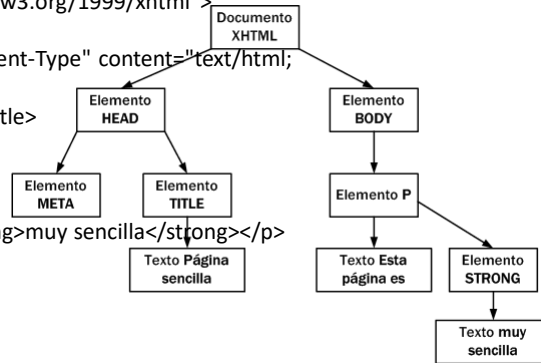 w3.org/1999/xhtml">
ent-Type" content="text/html;
tle>
ng>muy sencilla</strong></p>
Documento
XHTML
Elemento
HEAD
Elemento
BODY
Elemento
META
Elemento
TITLE
Elemento P
Texto Página
sencilla
Texto Esta
página es
Elemento
STRONG
Texto muy
sencilla